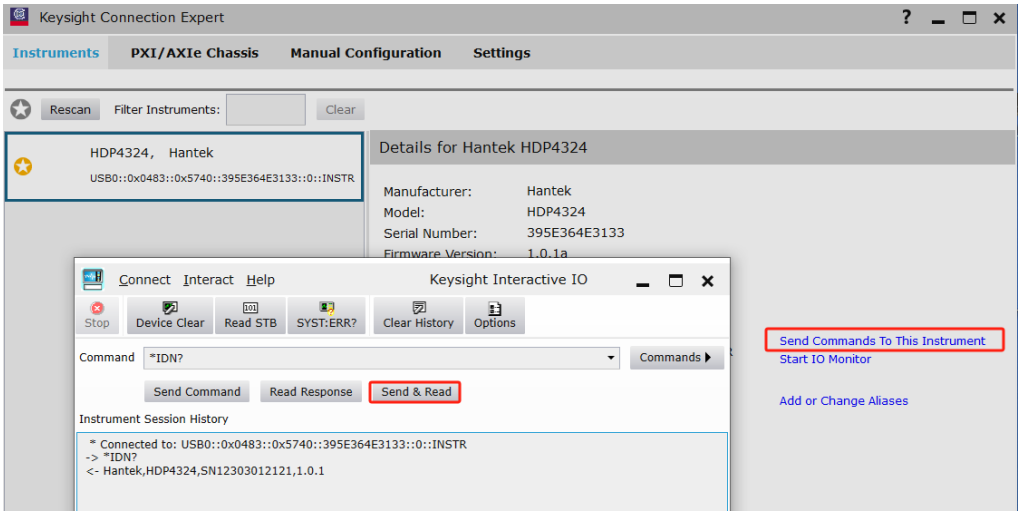 Keysight Connection Expert
?
Instruments PXI/AXIe Chassis Manual Configuration Settings
Rescan Filter Instruments: Clear
HDP4324, Hantek
USB0::0x0483::0x5740::395E364E3133::0::INSTR
Details for Hantek HDP4324
Manufacturer: Hantek
Model: HDP4324
Serial Number: 395E364E3133
Firmware Version: 1.0.1a
Send Commands To This Instrument
Start IO Monitor
Add or Change Aliases
Connect Interact Help Keysight Interactive IO
Stop Device Clear Read STB SYST:ERR? Clear History Options
Command *IDN? Commands
Send Command Read Response Send & Read
Instrument Session History
* Connected to: USB0::0x0483::0x5740::395E364E3133::0::INSTR
-> *IDN?
<- Hantek,HDP4324,SN12303012121,1.0.1